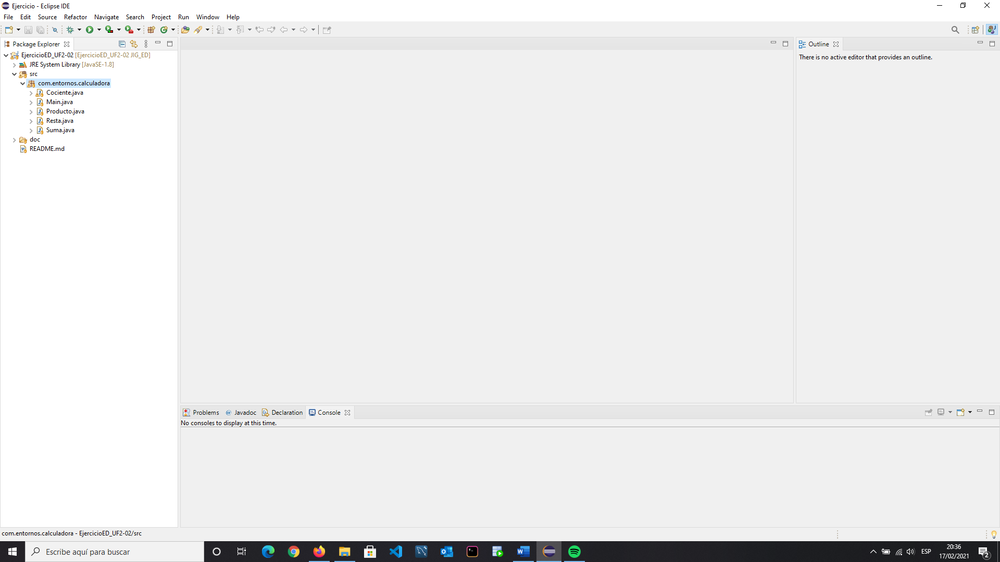 Ejercicio - Eclipse IDE
File Edit Source Refactor Navigate Search Project Run Window Help
Package Explorer
EjercicioED_UF2-02 [EjercicioED_UF2-02 JIG_ED]
JRE System Library [JavaSE-1.8]
src
com.entornos.calculadora
Cociente.java
Main.java
Producto.java
Resta.java
Suma.java
doc
README.md
Outline
There is no active editor that provides an outline.
Problems @ Javadoc Declaration Console
No consoles to display at this time.
com.entornos.calculadora - EjercicioED_UF2-02/src
Escribe aquí para buscar
ESP
20:36
17/02/2021
2